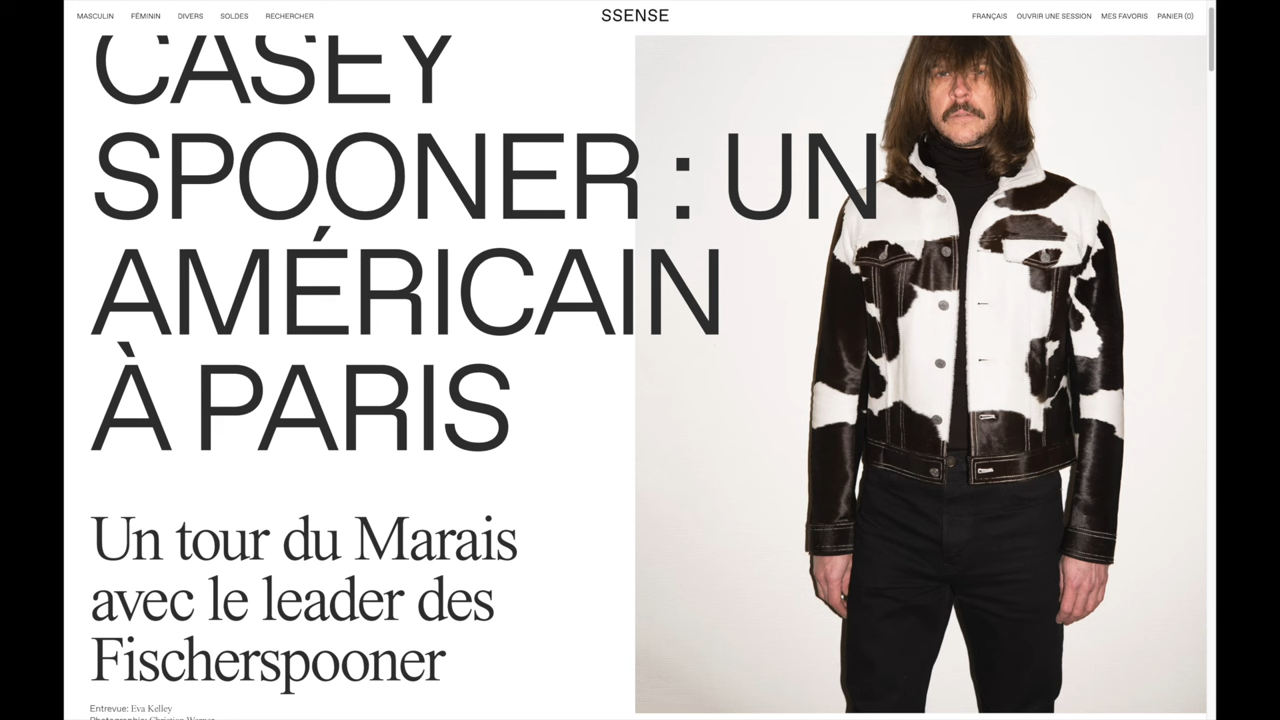 MASCULIN FÉMININ DIVERS SOLDES RECHERCHER SSENSE FRANÇAIS OUVRIR UNE SESSION MES FAVORIS PANIER (0)
CASEY
SPOONER : UN
AMÉRICAIN
À PARIS
Un tour du Marais
avec le leader des
Fischerspooner
Entrevue: Eva Kelley